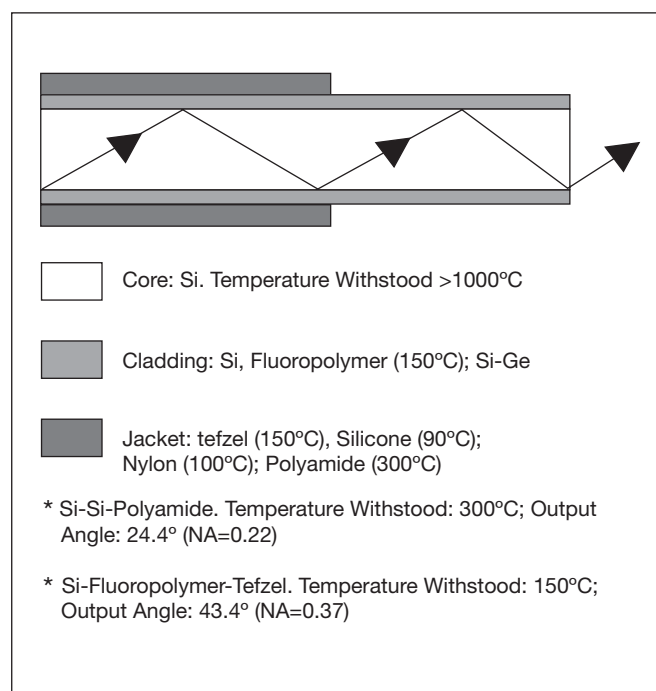 Core: Si. Temperature Withstood >1000ºC
Cladding: Si, Fluoropolymer (150ºC); Si-Ge
Jacket: tefzel (150ºC), Silicone (90ºC);
Nylon (100ºC); Polyamide (300ºC)
* Si-Si-Polyamide. Temperature Withstood: 300ºC; Output
Angle: 24.4º (NA=0.22)
* Si-Fluoropolymer-Tefzel. Temperature Withstood: 150ºC;
Output Angle: 43.4º (NA=0.37)